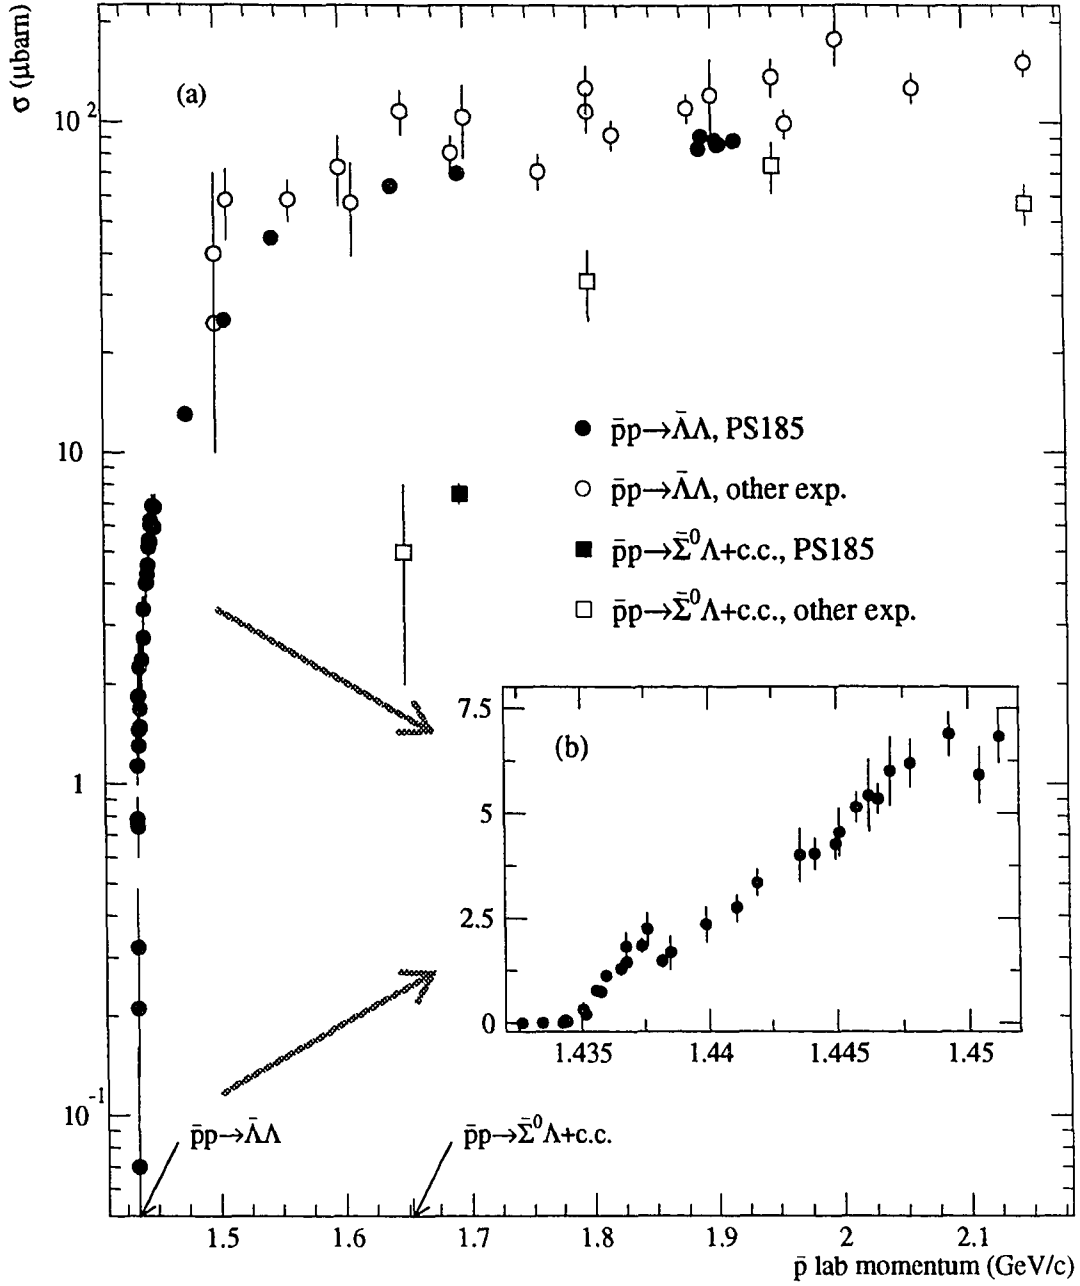 σ (μbarn)
(a)
10²
10
1
10⁻¹
● p̄p→Λ̄Λ, PS185
○ p̄p→Λ̄Λ, other exp.
■ p̄p→Σ̄⁰Λ+c.c., PS185
□ p̄p→Σ̄⁰Λ+c.c., other exp.
(b)
7.5
5
2.5
0
1.435 1.44 1.445 1.45
p̄p→Λ̄Λ
p̄p→Σ̄⁰Λ+c.c.
1.5 1.6 1.7 1.8 1.9 2 2.1
p̄ lab momentum (GeV/c)